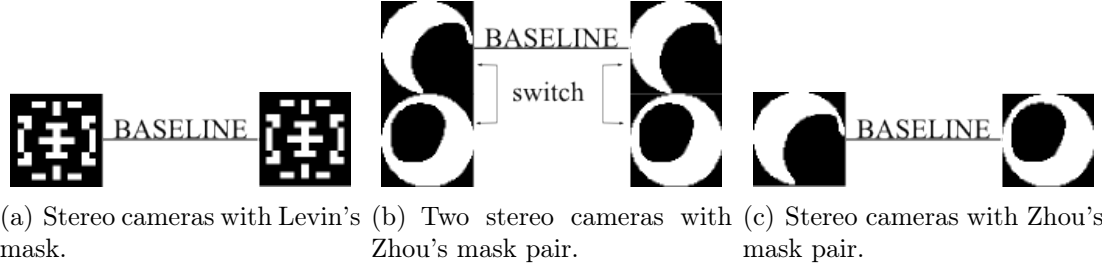 BASELINE
switch
BASELINE
BASELINE
(a) Stereo cameras with Levin's
mask.
(b) Two stereo cameras with
Zhou's mask pair.
(c) Stereo cameras with Zhou's
mask pair.